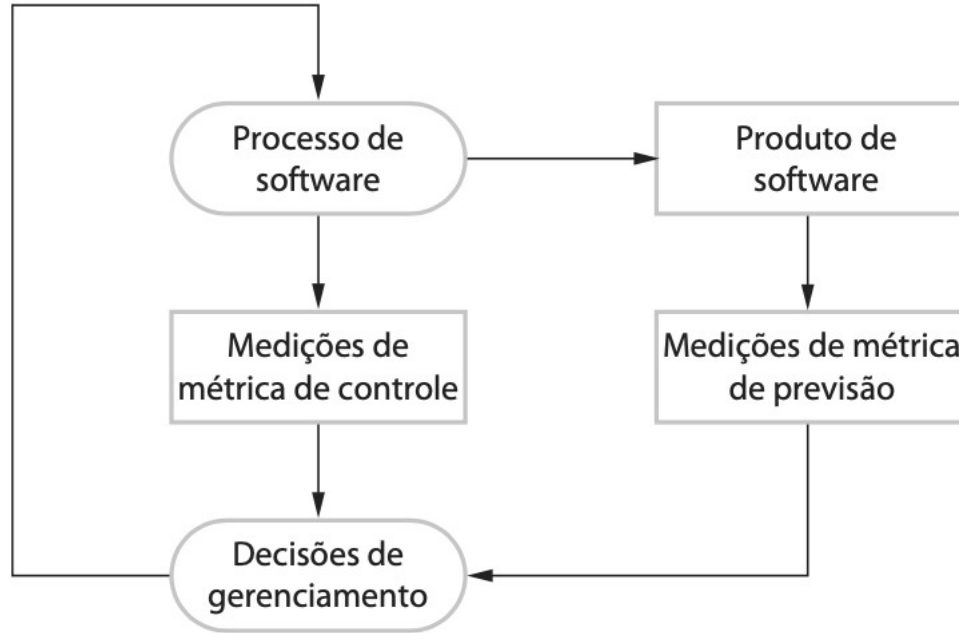 Processo de
software
Produto de
software
Medições de
métrica de controle
Medições de métrica
de previsão
Decisões de
gerenciamento